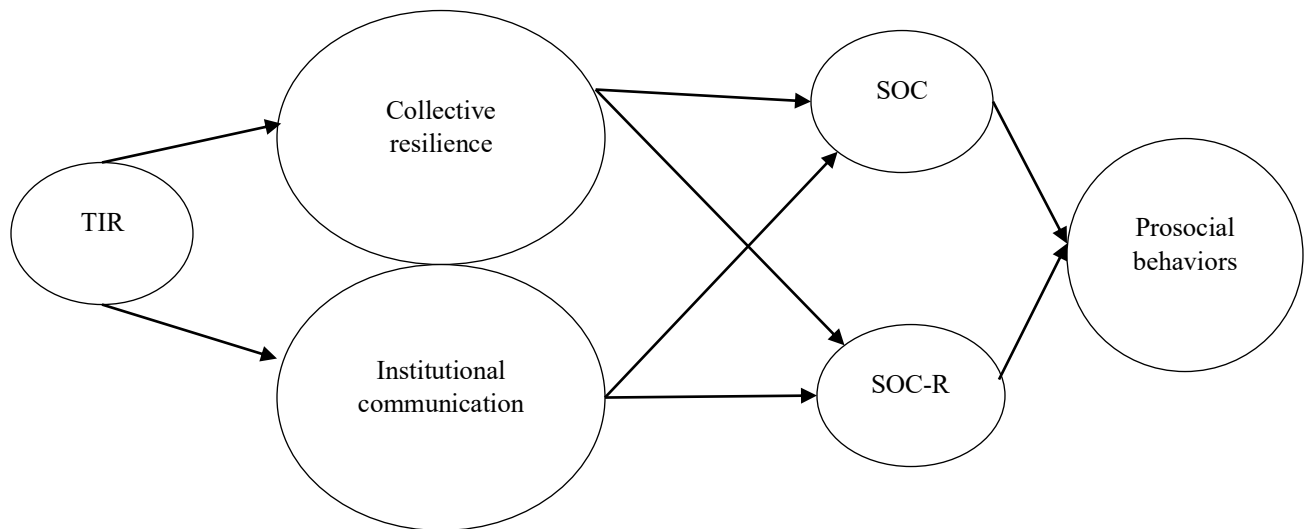 TIR
Collective
resilience
Institutional
communication
SOC
SOC-R
Prosocial
behaviors